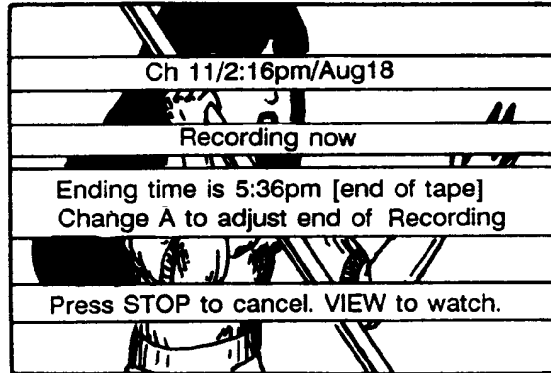 Ch 11/2:16pm/Aug18
Recording now
Ending time is 5:36pm [end of tape]
Change A to adjust end of Recording
Press STOP to cancel. VIEW to watch.